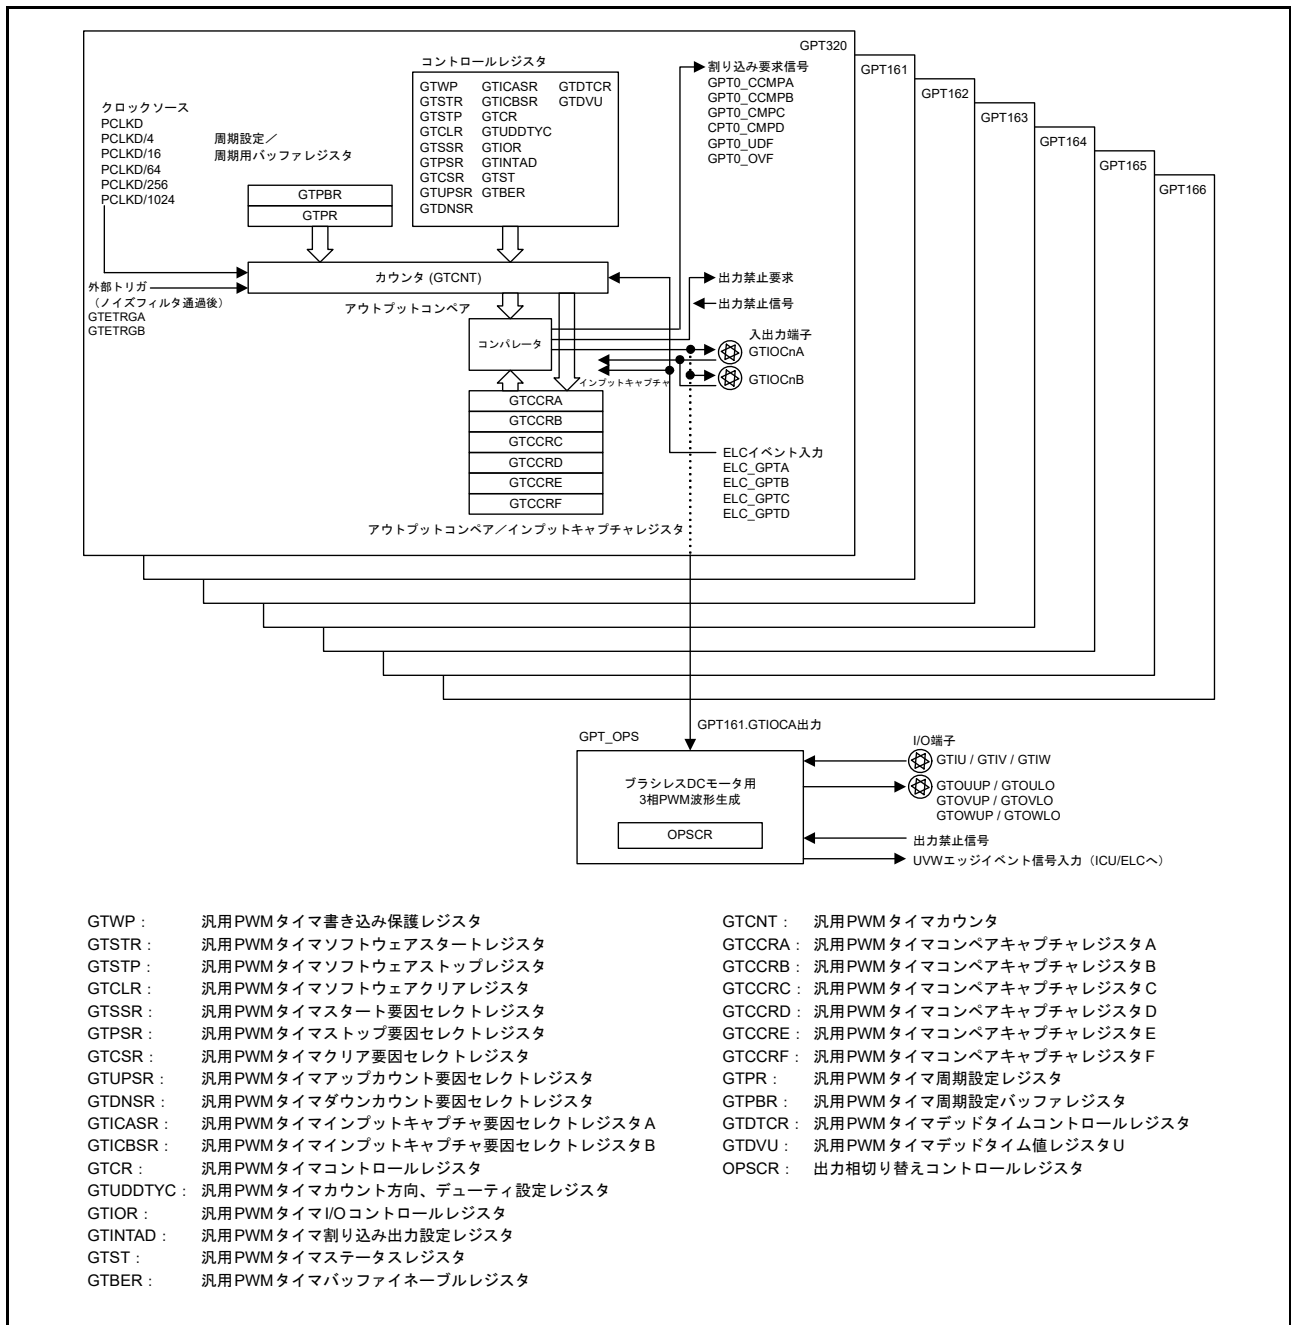 GPT320
GPT161
GPT162
GPT163
GPT164
GPT165
GPT166
コントロールレジスタ
GTWP GTICASR GTDTCR
GTSTR GTICBSR GTDVU
GTSTP GTCR
GTCLR GTUDDTYC
GTSSR GTIOR
GTPSR GTINTAD
GTCSR GTST
GTUPSR GTBER
GTDNSR
クロックソース
PCLKD
PCLKD/4
PCLKD/16
PCLKD/64
PCLKD/256
PCLKD/1024
周期設定／
周期用バッファレジスタ
GTPBR
GTPR
割り込み要求信号
GPT0_CCMPA
GPT0_CCMPB
GPT0_CMPC
CPT0_CMPD
GPT0_UDF
GPT0_OVF
カウンタ (GTCNT)
外部トリガ
（ノイズフィルタ通過後）
GTETRGA
GTETRGB
アウトプットコンペア
コンパレータ
出力禁止要求
出力禁止信号
入出力端子
GTIOCnA
GTIOCnB
インプットキャプチャ
GTCCRA
GTCCRB
GTCCRC
GTCCRD
GTCCRE
GTCCRF
アウトプットコンペア／インプットキャプチャレジスタ
ELCイベント入力
ELC_GPTA
ELC_GPTB
ELC_GPTC
ELC_GPTD
GPT161.GTIOCA出力
GPT_OPS
ブラシレスDCモータ用
3相PWM波形生成
OPSCR
I/O端子
GTIU / GTIV / GTIW
GTOUUP / GTOULO
GTOVUP / GTOVLO
GTOWUP / GTOWLO
出力禁止信号
UVWエッジイベント信号入力（ICU/ELCへ）
GTWP： 汎用PWMタイマ書き込み保護レジスタ
GTSTR： 汎用PWMタイマソフトウェアスタートレジスタ
GTSTP： 汎用PWMタイマソフトウェアストップレジスタ
GTCLR： 汎用PWMタイマソフトウェアクリアレジスタ
GTSSR： 汎用PWMタイマスタート要因セレクトレジスタ
GTPSR： 汎用PWMタイマストップ要因セレクトレジスタ
GTCSR： 汎用PWMタイマクリア要因セレクトレジスタ
GTUPSR： 汎用PWMタイマアップカウント要因セレクトレジスタ
GTDNSR： 汎用PWMタイマダウンカウント要因セレクトレジスタ
GTICASR： 汎用PWMタイマインプットキャプチャ要因セレクトレジスタA
GTICBSR： 汎用PWMタイマインプットキャプチャ要因セレクトレジスタB
GTCR： 汎用PWMタイマコントロールレジスタ
GTUDDTYC： 汎用PWMタイマカウント方向、デューティ設定レジスタ
GTIOR： 汎用PWMタイマI/Oコントロールレジスタ
GTINTAD： 汎用PWMタイマ割り込み出力設定レジスタ
GTST： 汎用PWMタイマステータスレジスタ
GTBER： 汎用PWMタイマバッファイネーブルレジスタ
GTCNT： 汎用PWMタイマカウンタ
GTCCRA： 汎用PWMタイマコンペアキャプチャレジスタA
GTCCRB： 汎用PWMタイマコンペアキャプチャレジスタB
GTCCRC： 汎用PWMタイマコンペアキャプチャレジスタC
GTCCRD： 汎用PWMタイマコンペアキャプチャレジスタD
GTCCRE： 汎用PWMタイマコンペアキャプチャレジスタE
GTCCRF： 汎用PWMタイマコンペアキャプチャレジスタF
GTPR： 汎用PWMタイマ周期設定レジスタ
GTPBR： 汎用PWMタイマ周期設定バッファレジスタ
GTDTCR： 汎用PWMタイマデッドタイムコントロールレジスタ
GTDVU： 汎用PWMタイマデッドタイム値レジスタU
OPSCR： 出力相切り替えコントロールレジスタ